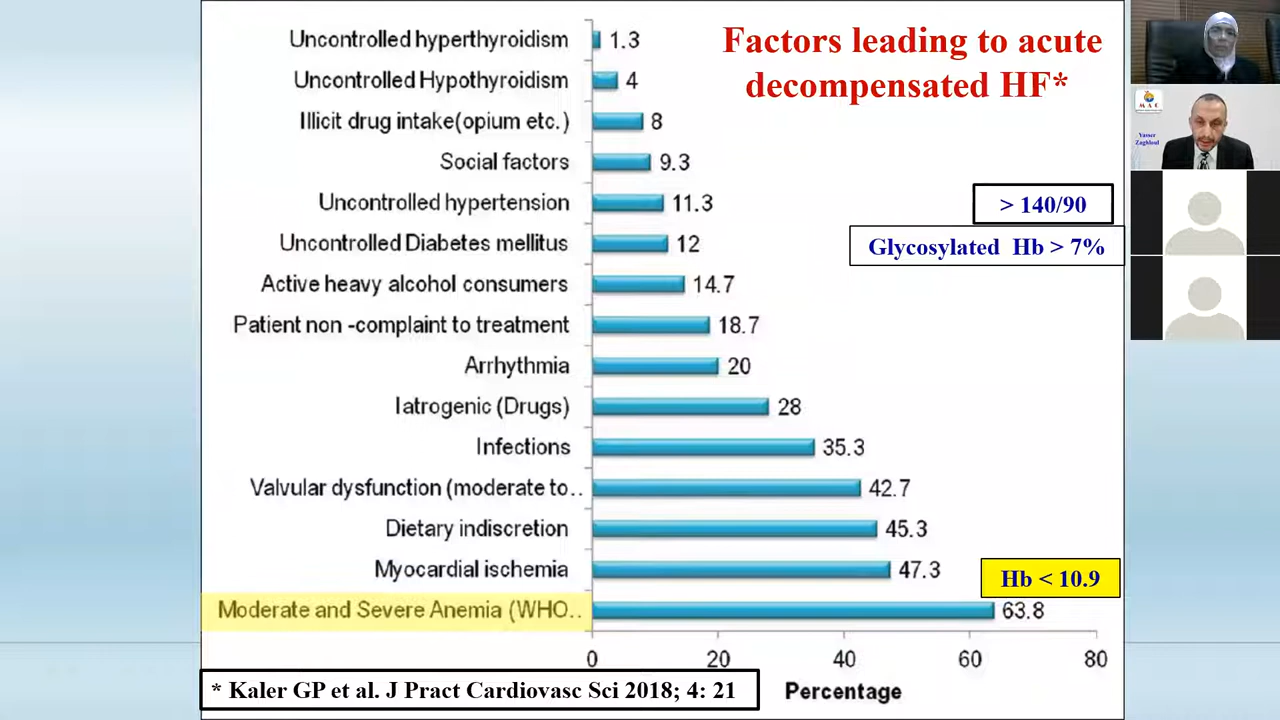 Factors leading to acute
decompensated HF*
Uncontrolled hyperthyroidism 1.3
Uncontrolled Hypothyroidism 4
Illicit drug intake(opium etc.) 8
Social factors 9.3
Uncontrolled hypertension 11.3
> 140/90
Uncontrolled Diabetes mellitus 12
Glycosylated Hb > 7%
Active heavy alcohol consumers 14.7
Patient non -complaint to treatment 18.7
Arrhythmia 20
Iatrogenic (Drugs) 28
Infections 35.3
Valvular dysfunction (moderate to.. 42.7
Dietary indiscretion 45.3
Myocardial ischemia 47.3
Hb < 10.9
Moderate and Severe Anemia (WHO.. 63.8
0 20 40 60 80
Percentage
* Kaler GP et al. J Pract Cardiovasc Sci 2018; 4: 21
M A C
Yasser
Zaghloul